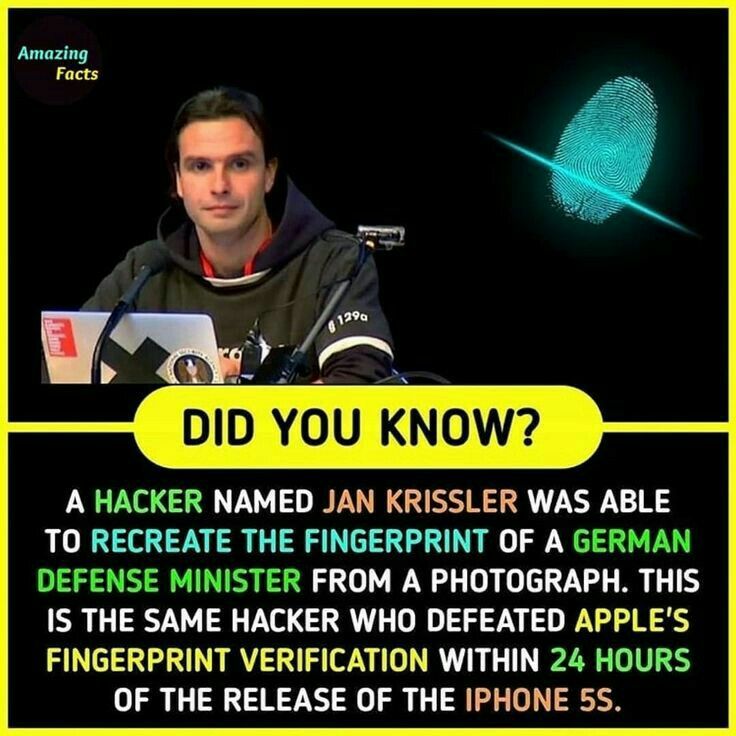 Amazing
Facts
§ 129a
DID YOU KNOW?
A HACKER NAMED JAN KRISSLER WAS ABLE
TO RECREATE THE FINGERPRINT OF A GERMAN
DEFENSE MINISTER FROM A PHOTOGRAPH. THIS
IS THE SAME HACKER WHO DEFEATED APPLE'S
FINGERPRINT VERIFICATION WITHIN 24 HOURS
OF THE RELEASE OF THE IPHONE 5S.